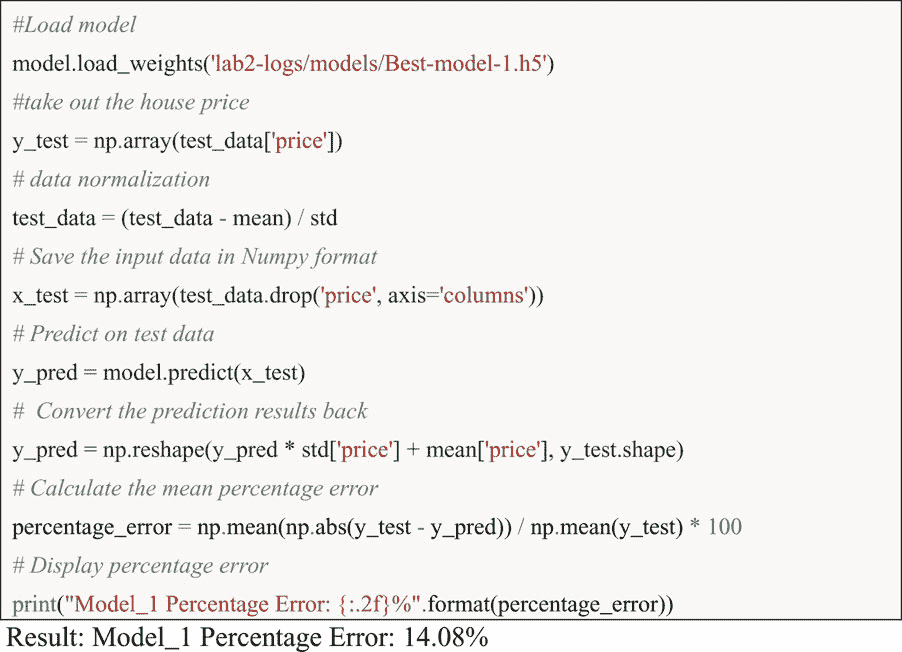 #Load model
model.load_weights('lab2-logs/models/Best-model-1.h5')
#take out the house price
y_test = np.array(test_data['price'])
# data normalization
test_data = (test_data - mean) / std
# Save the input data in Numpy format
x_test = np.array(test_data.drop('price', axis='columns'))
# Predict on test data
y_pred = model.predict(x_test)
#  Convert the prediction results back
y_pred = np.reshape(y_pred * std['price'] + mean['price'], y_test.shape)
# Calculate the mean percentage error
percentage_error = np.mean(np.abs(y_test - y_pred)) / np.mean(y_test) * 100
# Display percentage error
print("Model_1 Percentage Error: {:.2f}%".format(percentage_error))
Result: Model_1 Percentage Error: 14.08%